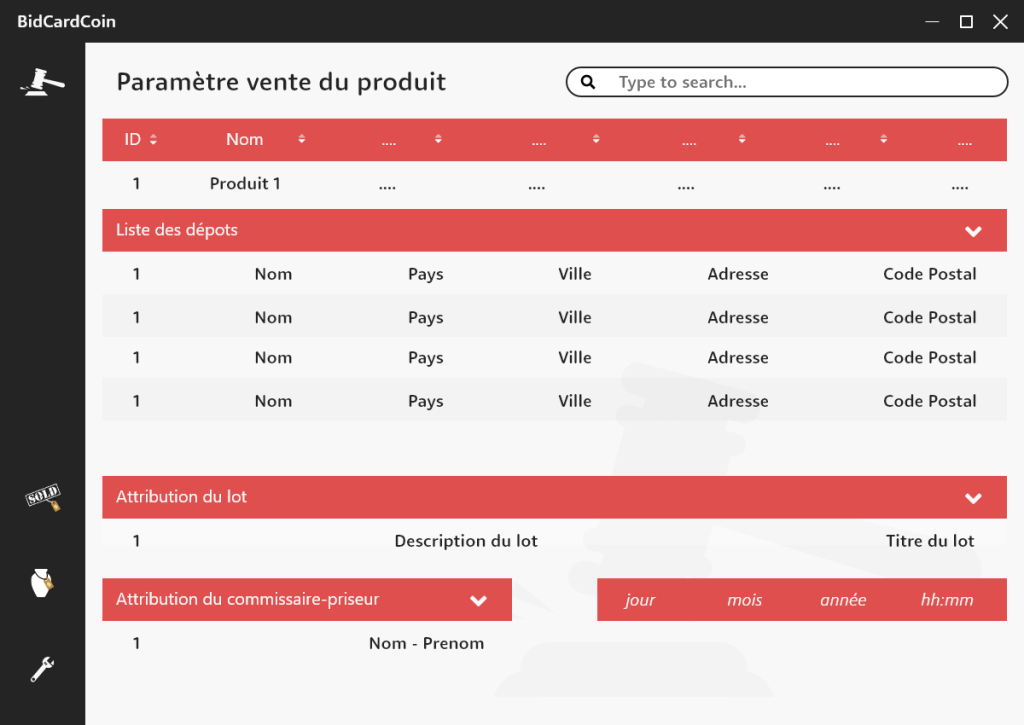 BidCardCoin
Paramètre vente du produit
Type to search...
ID Nom .... .... .... .... ....
1 Produit 1 .... .... .... .... ....
Liste des dépots
1 Nom Pays Ville Adresse Code Postal
1 Nom Pays Ville Adresse Code Postal
1 Nom Pays Ville Adresse Code Postal
1 Nom Pays Ville Adresse Code Postal
SOLD
Attribution du lot
1 Description du lot Titre du lot
Attribution du commissaire-priseur
jour mois année hh:mm
1 Nom - Prenom